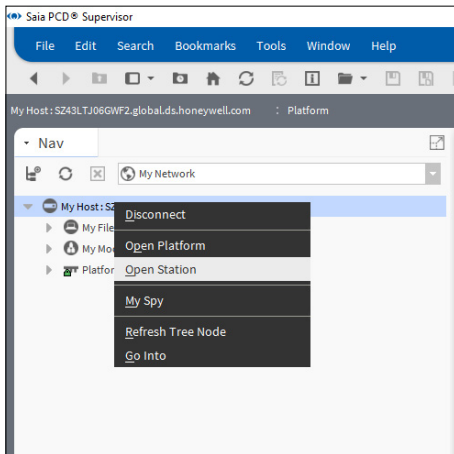 Saia PCD® Supervisor
File Edit Search Bookmarks Tools Window Help
My Host : SZ43LTJ06GWF2.global.ds.honeywell.com : Platform
Nav
My Network
My Host : SZ
My File
My Mo
Platfor
Disconnect
Open Platform
Open Station
My Spy
Refresh Tree Node
Go Into